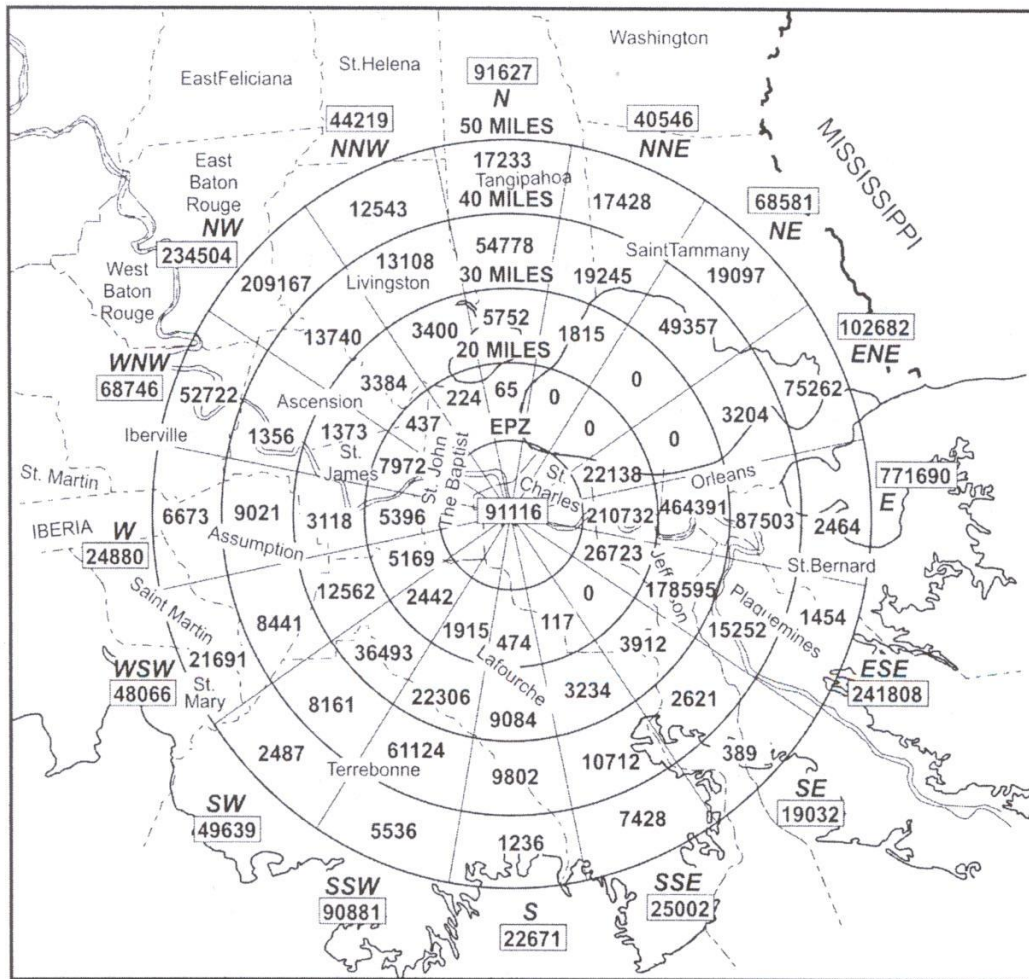 Washington
St.Helena
EastFeliciana
91627
N
50 MILES
44219
NNW
40546
NNE
MISSISSIPPI
17233
Tangipahoa
40 MILES
East
Baton
Rouge
NW
234504
12543
17428
68581
NE
54778
30 MILES
13108
Livingston
19245
SaintTammany
19097
West
Baton
Rouge
209167
13740
3400
5752
20 MILES
1815
49357
102682
ENE
WNW
68746
52722
3384
224
65
0
0
75262
Ascension
437
EPZ
0
0
3204
Iberville
1356
1373
St.
James
7972
St. John
The Baptist
St.
Charles
22138
Orleans
St. Martin
771690
E
IBERIA
W
24880
6673
9021
3118
5396
91116
210732
464391
87503
2464
Assumption
5169
26723
St.Bernard
Saint Martin
12562
2442
0
Jefferson
178595
Plaquemines
1454
8441
1915
474
117
3912
15252
WSW
48066
21691
St.
Mary
36493
Lafourche
ESE
241808
8161
22306
9084
3234
2621
2487
61124
Terrebonne
9802
10712
389
SW
49639
SE
19032
5536
1236
7428
SSW
90881
S
22671
SSE
25002